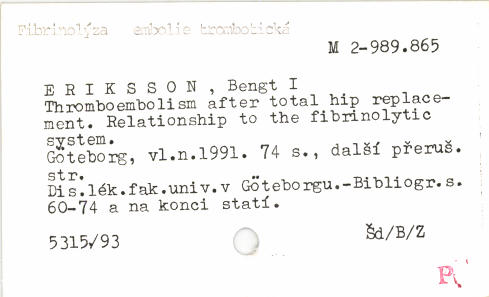 Fibrinolýza embolie trombotická
M 2-989.865
E R I K S S O N , Bengt I
Thromboembolism after total hip replace-
ment. Relationship to the fibrinolytic
system.
Göteborg, vl.n.1991. 74 s., další přeruš.
str.
Dis.lék.fak.univ.v Göteborgu.-Bibliogr.s.
60-74 a na konci statí.
5315/93
Šd/B/Z
P